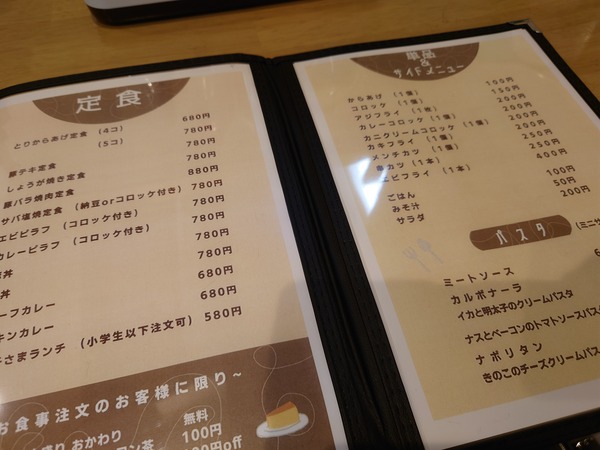 定食
とりからあげ定食 (4コ) 680円
(5コ) 780円
豚テキ定食 780円
しょうが焼き定食 780円
豚バラ焼肉定食 880円
サバ塩焼定食 (納豆orコロッケ付き) 780円
エビピラフ (コロッケ付き) 780円
カレーピラフ (コロッケ付き) 780円
丼 780円
丼 680円
ーフカレー 680円
キンカレー
さまランチ (小学生以下注文可) 580円
お食事注文のお客様に限り~
おかわり 無料
100円
円off
単品
&
サイドメニュー
からあげ (1個) 100円
コロッケ (1個) 150円
アジフライ (1枚) 200円
カレーコロッケ (1個) 200円
カニクリームコロッケ (1個) 200円
カキフライ (1個)
メンチカツ (1個) 250円
串カツ (1本) 250円
エビフライ (1本) 400円
ごはん 100円
みそ汁 50円
サラダ 200円
パスタ (ミニサ
ミートソース
カルボナーラ
イカと明太子のクリームパスタ
ナスとベーコンのトマトソースパス
ナポリタン
きのこのチーズクリームパス